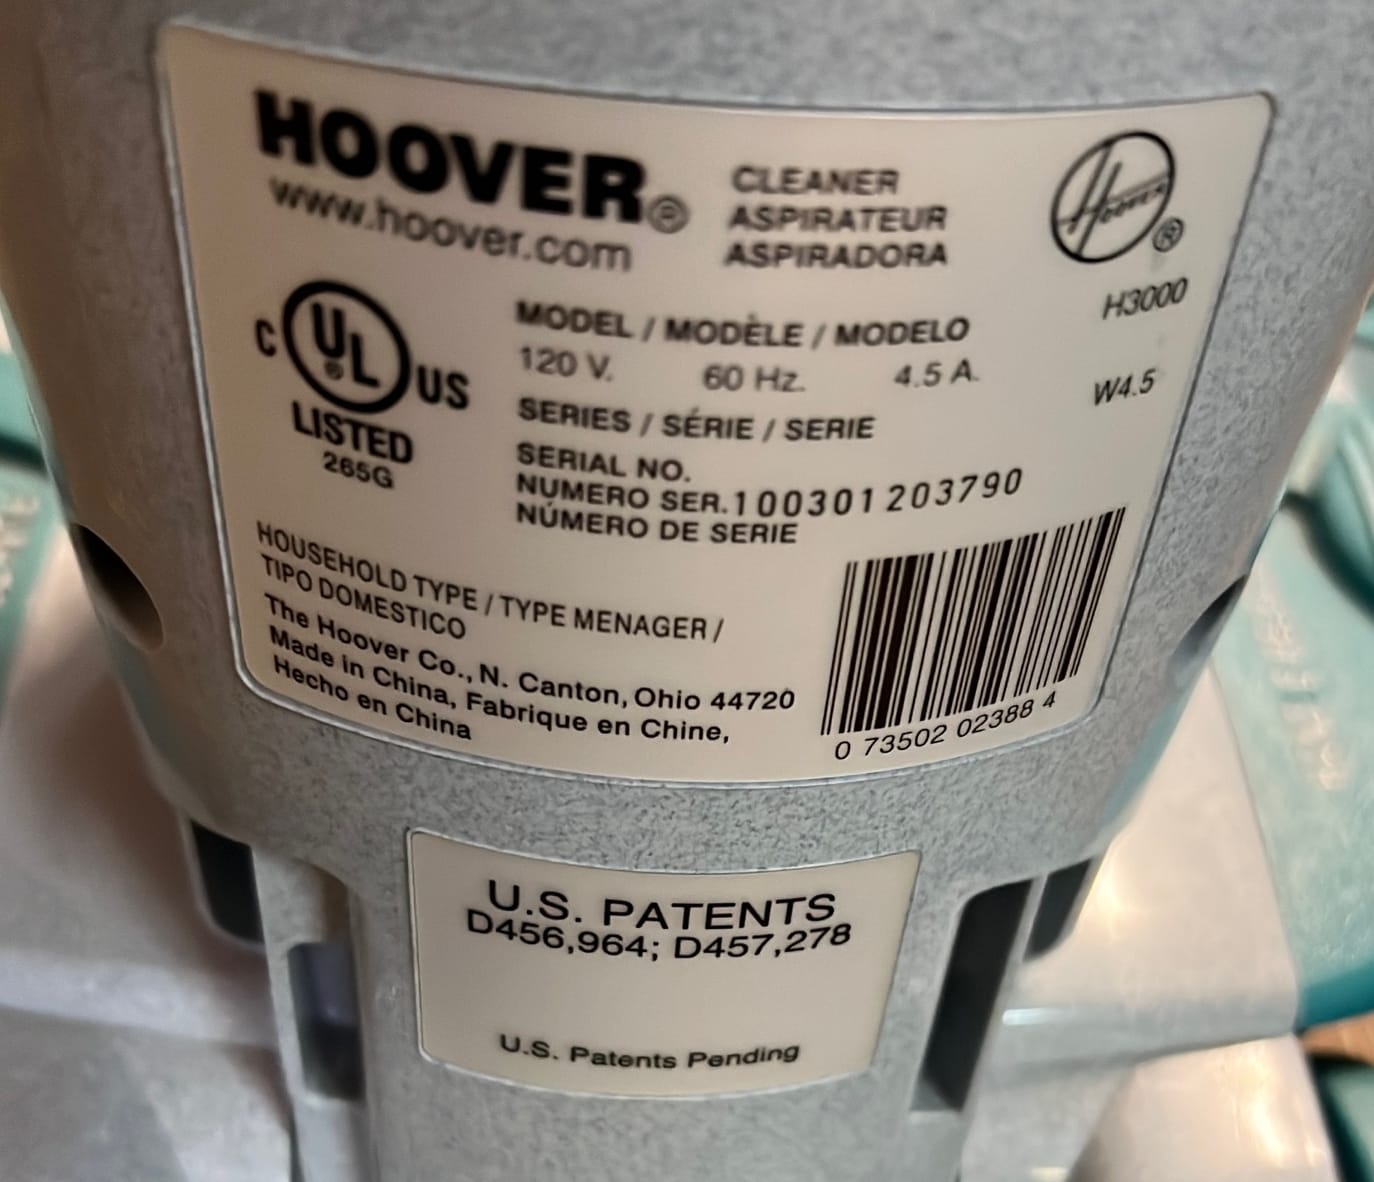 HOOVER®
www.hoover.com
CLEANER
ASPIRATEUR
ASPIRADORA
Hoover ®
C UL ® US
LISTED
265G
MODEL / MODÈLE / MODELO H3000
120 V. 60 Hz. 4.5 A.
SERIES / SÉRIE / SERIE W4.5
SERIAL NO.
NUMERO SER. 100301203790
NÚMERO DE SERIE
HOUSEHOLD TYPE / TYPE MENAGER /
TIPO DOMESTICO
The Hoover Co., N. Canton, Ohio 44720
Made in China, Fabrique en Chine,
Hecho en China
0 73502 02388 4
U.S. PATENTS
D456,964; D457,278
U.S. Patents Pending